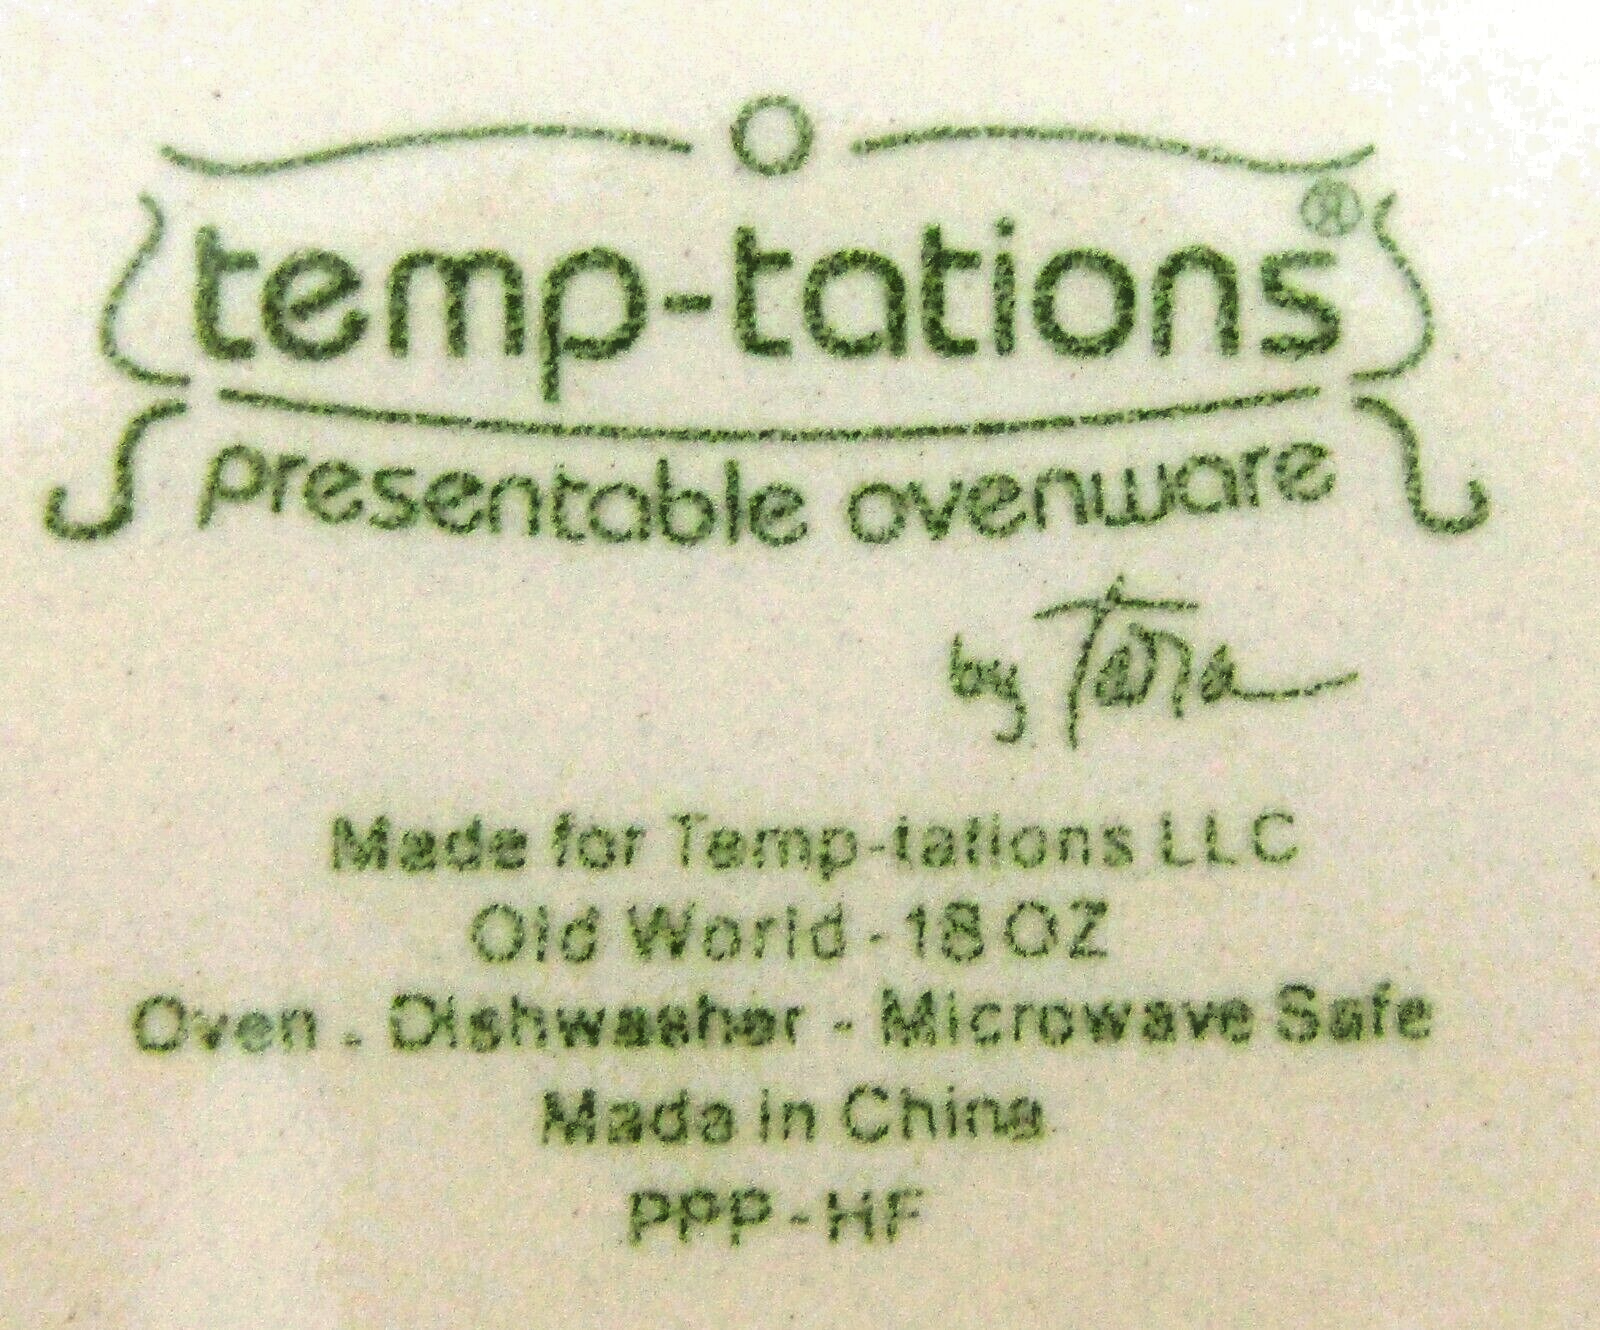 temp-tations®
presentable ovenware
by Tara
Made for Temp-tations LLC
Old World - 18 OZ
Oven - Dishwasher - Microwave Safe
Made in China
PPP - HF